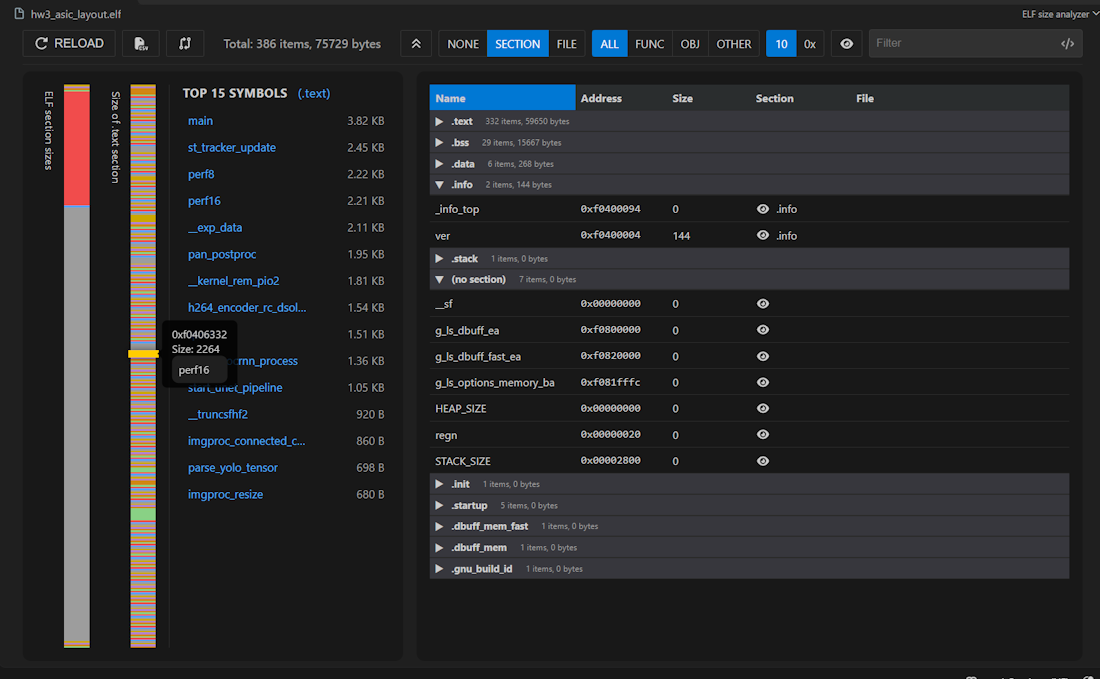 hw3_asic_layout.elf
ELF size analyzer
RELOAD
CSV
Total: 386 items, 75729 bytes
NONE SECTION FILE
ALL FUNC OBJ OTHER
10 0x
Filter
ELF section sizes
Size of .text section
TOP 15 SYMBOLS (.text)
main 3.82 KB
st_tracker_update 2.45 KB
perf8 2.22 KB
perf16 2.21 KB
__exp_data 2.11 KB
pan_postproc 1.95 KB
__kernel_rem_pio2 1.81 KB
h264_encoder_rc_dsol... 1.54 KB
1.51 KB
crnn_process 1.36 KB
start_unet_pipeline 1.05 KB
__truncsfhf2 920 B
imgproc_connected_c... 860 B
parse_yolo_tensor 698 B
imgproc_resize 680 B
0xf0406332
Size: 2264
perf16
Name Address Size Section File
.text 332 items, 59650 bytes
.bss 29 items, 15667 bytes
.data 6 items, 268 bytes
.info 2 items, 144 bytes
_info_top 0xf0400094 0 .info
ver 0xf0400004 144 .info
.stack 1 items, 0 bytes
(no section) 7 items, 0 bytes
__sf 0x00000000 0
g_ls_dbuff_ea 0xf0800000 0
g_ls_dbuff_fast_ea 0xf0820000 0
g_ls_options_memory_ba 0xf081fffc 0
HEAP_SIZE 0x00000000 0
regn 0x00000020 0
STACK_SIZE 0x00002800 0
.init 1 items, 0 bytes
.startup 5 items, 0 bytes
.dbuff_mem_fast 1 items, 0 bytes
.dbuff_mem 1 items, 0 bytes
.gnu_build_id 1 items, 0 bytes